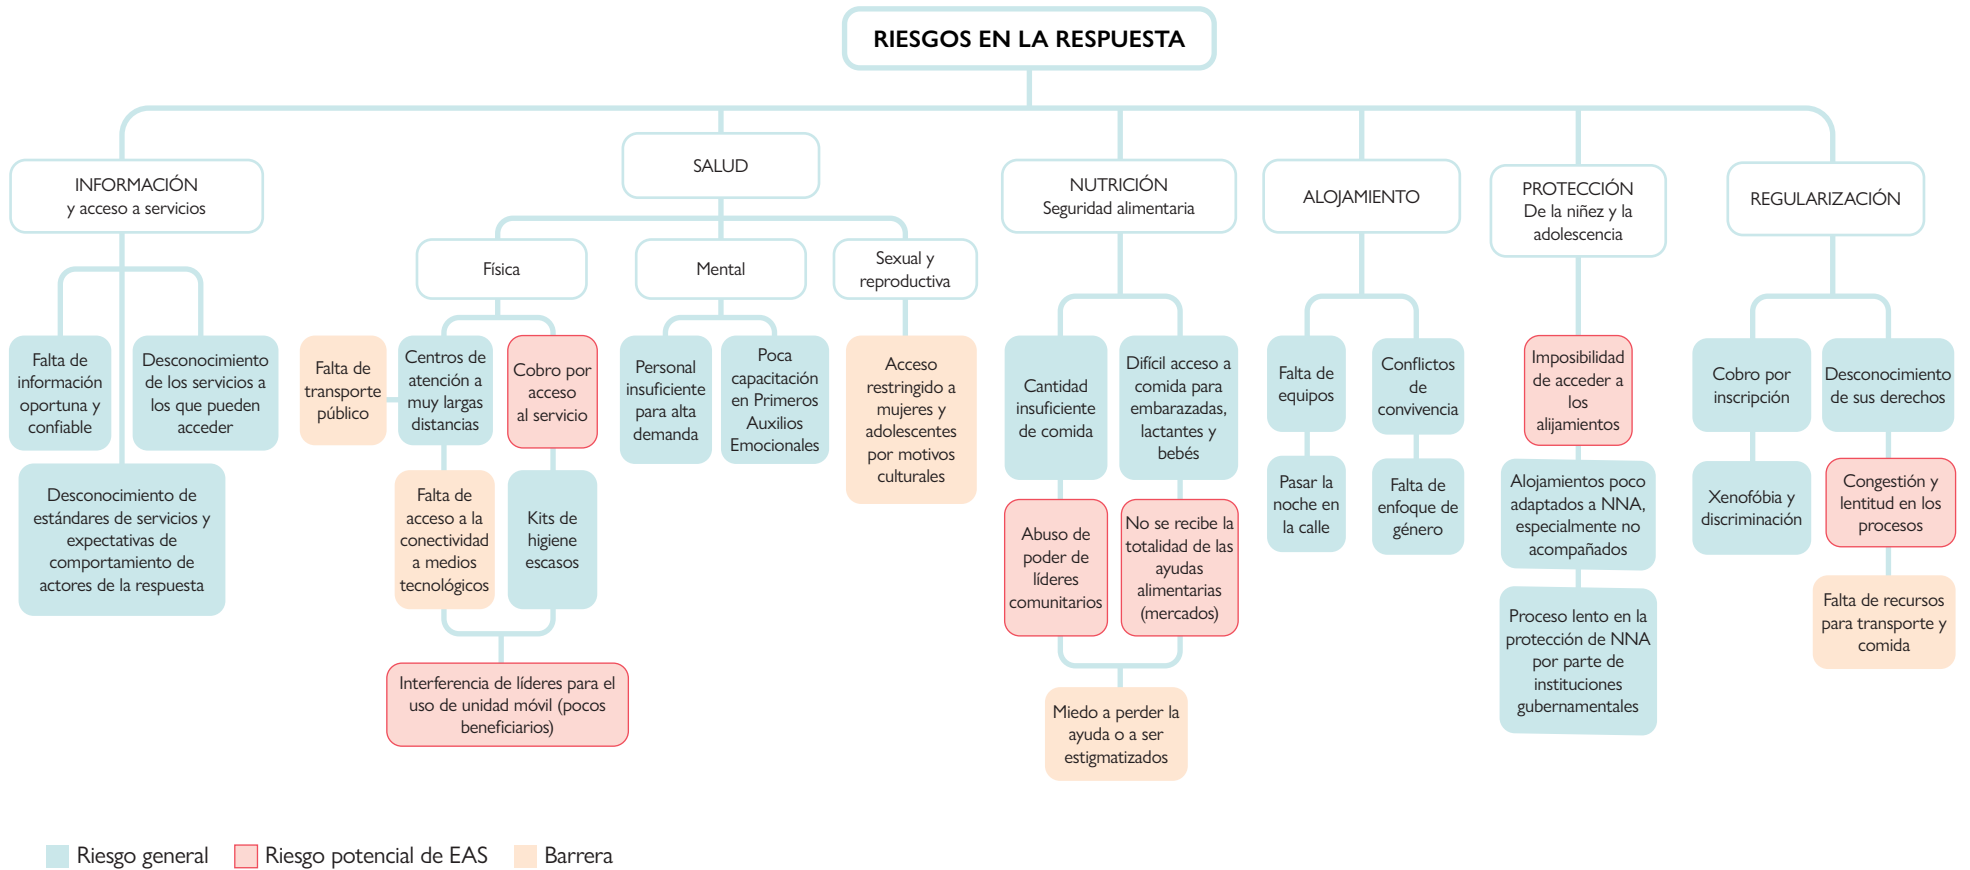 RIESGOS EN LA RESPUESTA
INFORMACIÓN
y acceso a servicios
Falta de
información
oportuna y
confiable
Desconocimiento
de los servicios a
los que pueden
acceder
Desconocimiento de
estándares de servicios y
expectativas de
comportamiento de
actores de la respuesta
SALUD
Física
Falta de
transporte
público
Centros de
atención a
muy largas
distancias
Cobro por
acceso
al servicio
Falta de
acceso a la
conectividad
a medios
tecnológicos
Kits de
higiene
escasos
Interferencia de líderes para el
uso de unidad móvil (pocos
beneficiarios)
Mental
Personal
insuficiente
para alta
demanda
Poca
capacitación
en Primeros
Auxilios
Emocionales
Sexual y
reproductiva
Acceso
restringido a
mujeres y
adolescentes
por motivos
culturales
NUTRICIÓN
Seguridad alimentaria
Cantidad
insuficiente
de comida
Difícil acceso a
comida para
embarazadas,
lactantes y
bebés
Abuso de
poder de
líderes
comunitarios
No se recibe la
totalidad de las
ayudas
alimentarias
(mercados)
Miedo a perder la
ayuda o a ser
estigmatizados
ALOJAMIENTO
Falta de
equipos
Conflictos
de
convivencia
Pasar la
noche en
la calle
Falta de
enfoque de
género
PROTECCIÓN
De la niñez y la
adolescencia
Imposibilidad
de acceder a
los
alijamientos
Alojamientos poco
adaptados a NNA,
especialmente no
acompañados
Proceso lento en la
protección de NNA
por parte de
instituciones
gubernamentales
REGULARIZACIÓN
Cobro por
inscripción
Desconocimiento
de sus derechos
Xenofóbia y
discriminación
Congestión y
lentitud en los
procesos
Falta de recursos
para transporte y
comida
Riesgo general
Riesgo potencial de EAS
Barrera